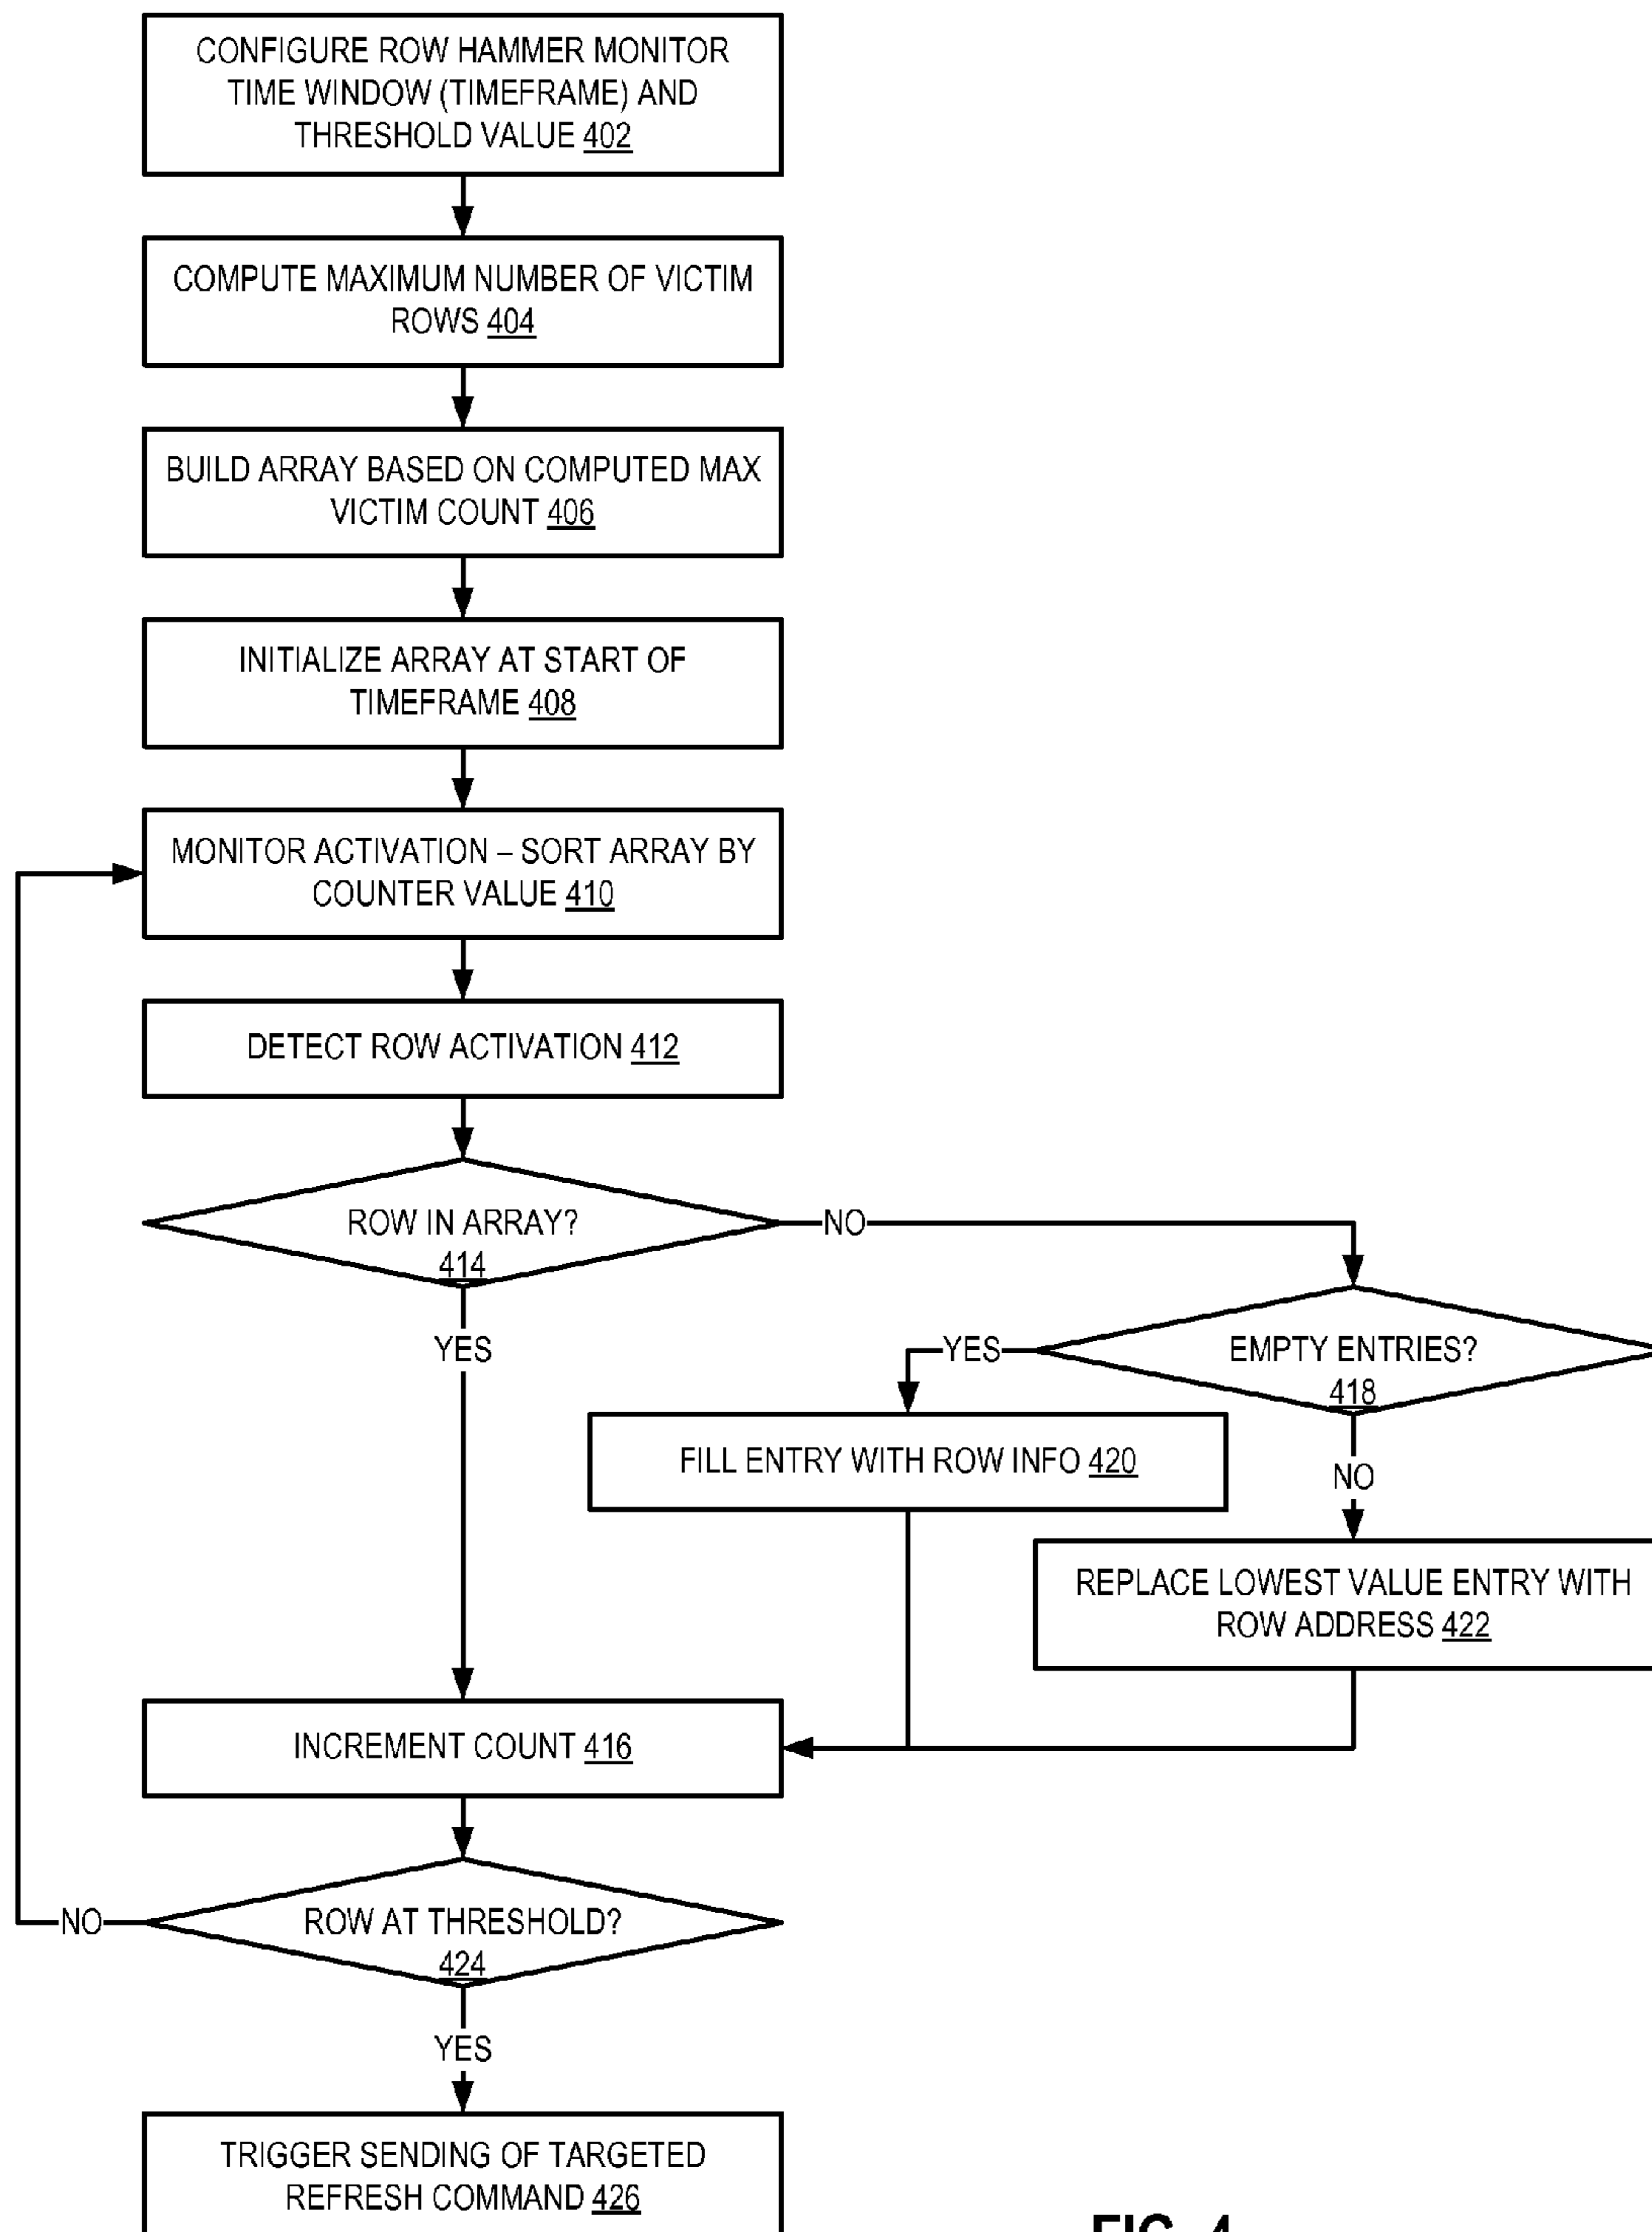 CONFIGURE ROW HAMMER MONITOR
TIME WINDOW (TIMEFRAME) AND
THRESHOLD VALUE 402
COMPUTE MAXIMUM NUMBER OF VICTIM
ROWS 404
BUILD ARRAY BASED ON COMPUTED MAX
VICTIM COUNT 406
INITIALIZE ARRAY AT START OF
TIMEFRAME 408
MONITOR ACTIVATION – SORT ARRAY BY
COUNTER VALUE 410
DETECT ROW ACTIVATION 412
ROW IN ARRAY?
414
NO
YES
EMPTY ENTRIES?
418
YES
NO
FILL ENTRY WITH ROW INFO 420
REPLACE LOWEST VALUE ENTRY WITH
ROW ADDRESS 422
INCREMENT COUNT 416
ROW AT THRESHOLD?
424
NO
YES
TRIGGER SENDING OF TARGETED
REFRESH COMMAND 426
FIG. 4